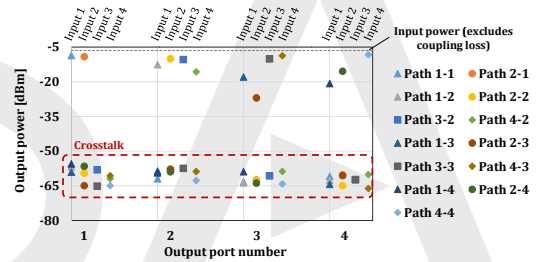 Input 1 Input 2 Input 3 Input 4 Input 1 Input 2 Input 3 Input 4 Input 1 Input 2 Input 3 Input 4 Input 1 Input 2 Input 3 Input 4
Input power (excludes
coupling loss)
-5
-20
-35
-50
-65
-80
Output power [dBm]
Crosstalk
1 2 3 4
Output port number
Path 1-1 Path 2-1
Path 1-2 Path 2-2
Path 3-2 Path 4-2
Path 1-3 Path 2-3
Path 3-3 Path 4-3
Path 1-4 Path 2-4
Path 4-4